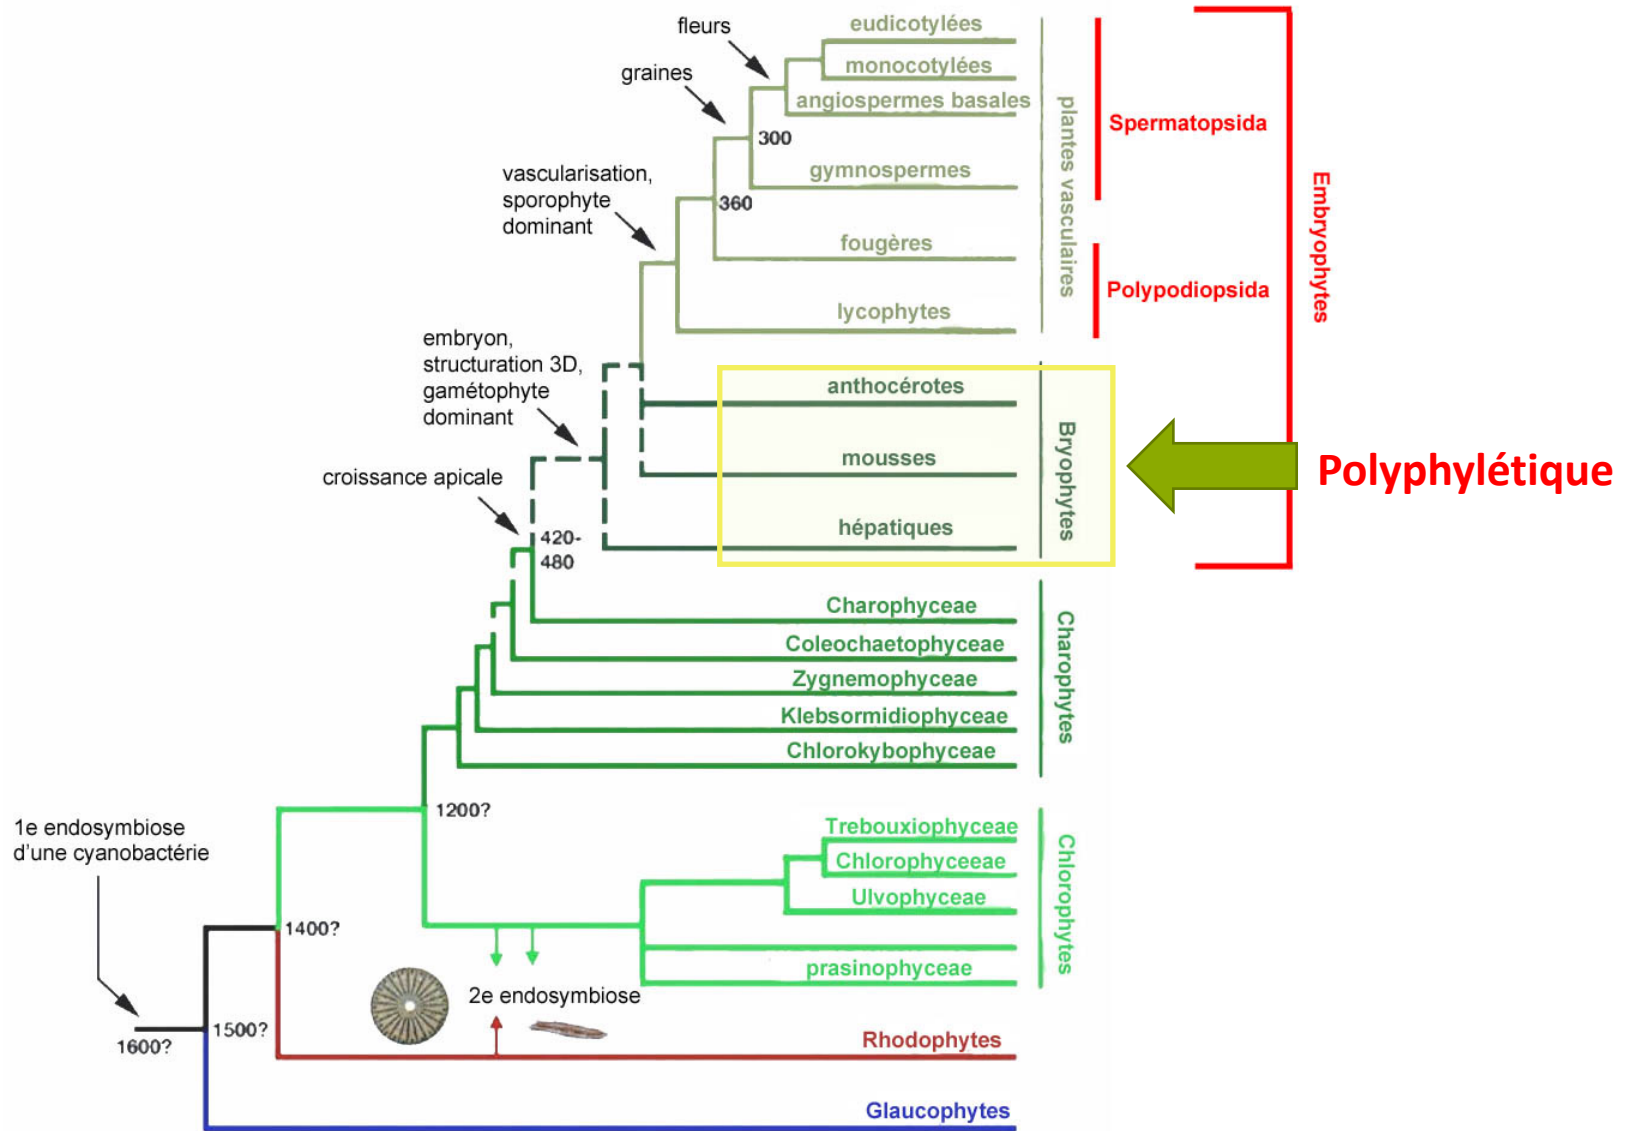 fleurs
graines
vascularisation,
sporophyte
dominant
embryon,
structuration 3D,
gamétophyte
dominant
croissance apicale
eudicotylées
monocotylées
angiospermes basales
300
gymnospermes
360
fougères
lycophytes
plantes vasculaires
Spermatopsida
Polypodiopsida
Embryophytes
anthocérotes
mousses
hépatiques
Bryophytes
Polyphylétique
420-
480
Charophyceae
Coleochaetophyceae
Zygnemophyceae
Klebsormidiophyceae
Chlorokybophyceae
Charophytes
1200?
1e endosymbiose
d'une cyanobactérie
Trebouxiophyceae
Chlorophyceeae
Ulvophyceae
prasinophyceae
Chlorophytes
1400?
2e endosymbiose
1500?
1600?
Rhodophytes
Glaucophytes